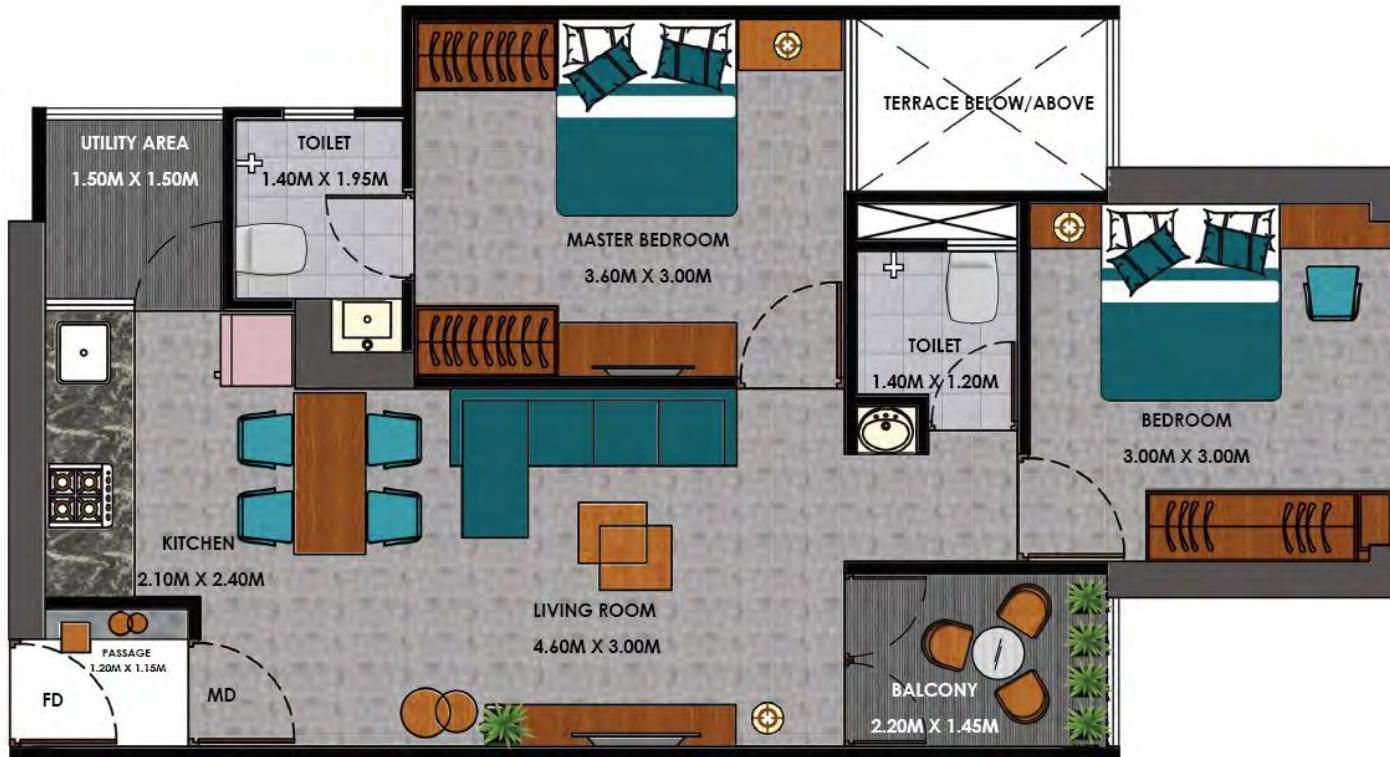 TERRACE BELOW/ABOVE
UTILITY AREA
1.50M X 1.50M
TOILET
1.40M X 1.95M
MASTER BEDROOM
3.60M X 3.00M
TOILET
1.40M X 1.20M
BEDROOM
3.00M X 3.00M
KITCHEN
2.10M X 2.40M
LIVING ROOM
4.60M X 3.00M
PASSAGE
1.20M X 1.15M
FD
MD
BALCONY
2.20M X 1.45M